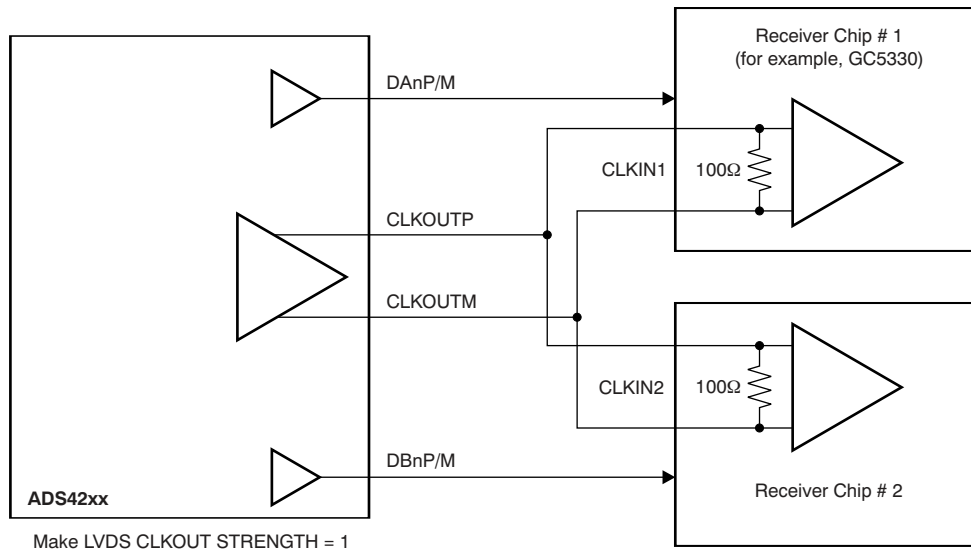 Receiver Chip # 1
(for example, GC5330)
DAnP/M
CLKIN1
100Ω
CLKOUTP
CLKOUTM
CLKIN2
100Ω
DBnP/M
ADS42xx
Receiver Chip # 2
Make LVDS CLKOUT STRENGTH = 1